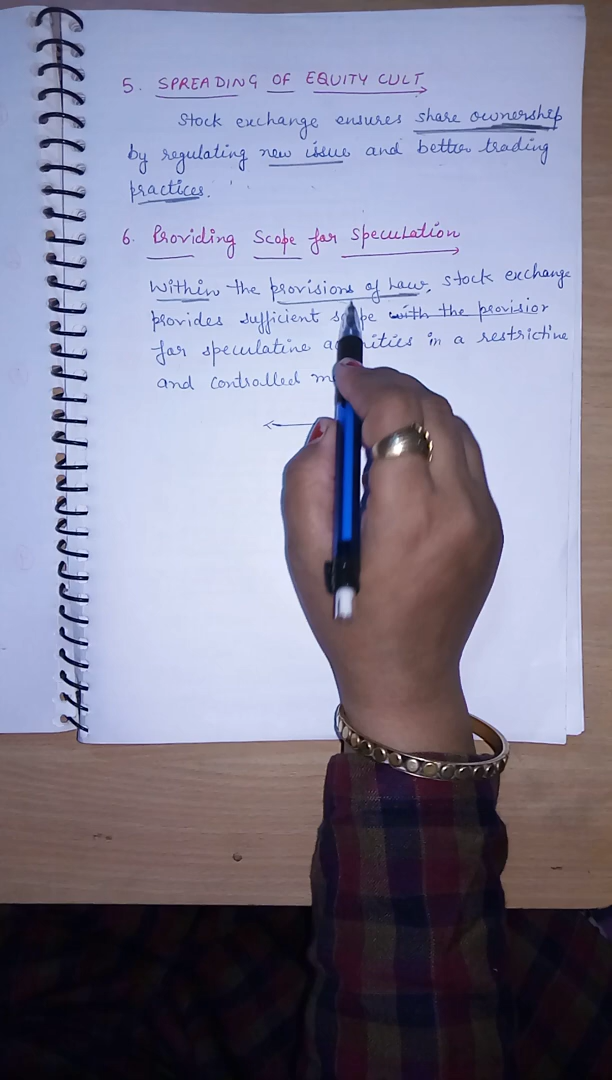 5. SPREADING OF EQUITY CULT
Stock exchange ensures share ownership
by regulating new issue and better trading
practices.
6. Providing Scope for Speculation
Within the provisions of Law, stock exchange
provides sufficient with the provision
for speculative in a restrictive
and controlled